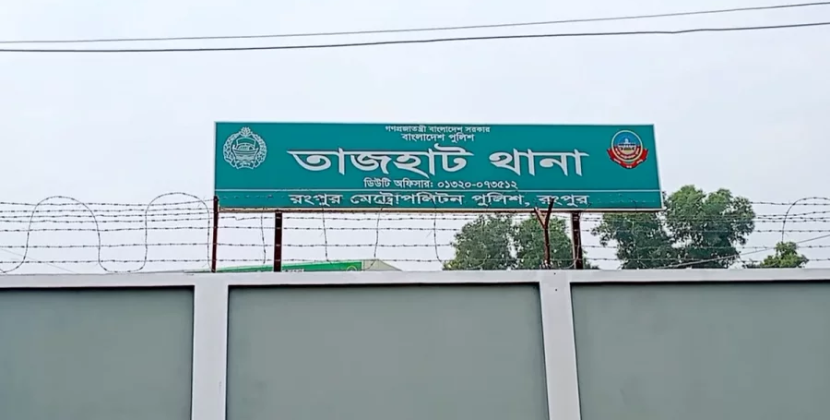 গণপ্রজাতন্ত্রী বাংলাদেশ সরকার
বাংলাদেশ পুলিশ
তাজহাট থানা
ডিউটি অফিসার: ০১৩২০-০৭৩৫১২
রংপুর মেট্রোপলিটন পুলিশ, রংপুর